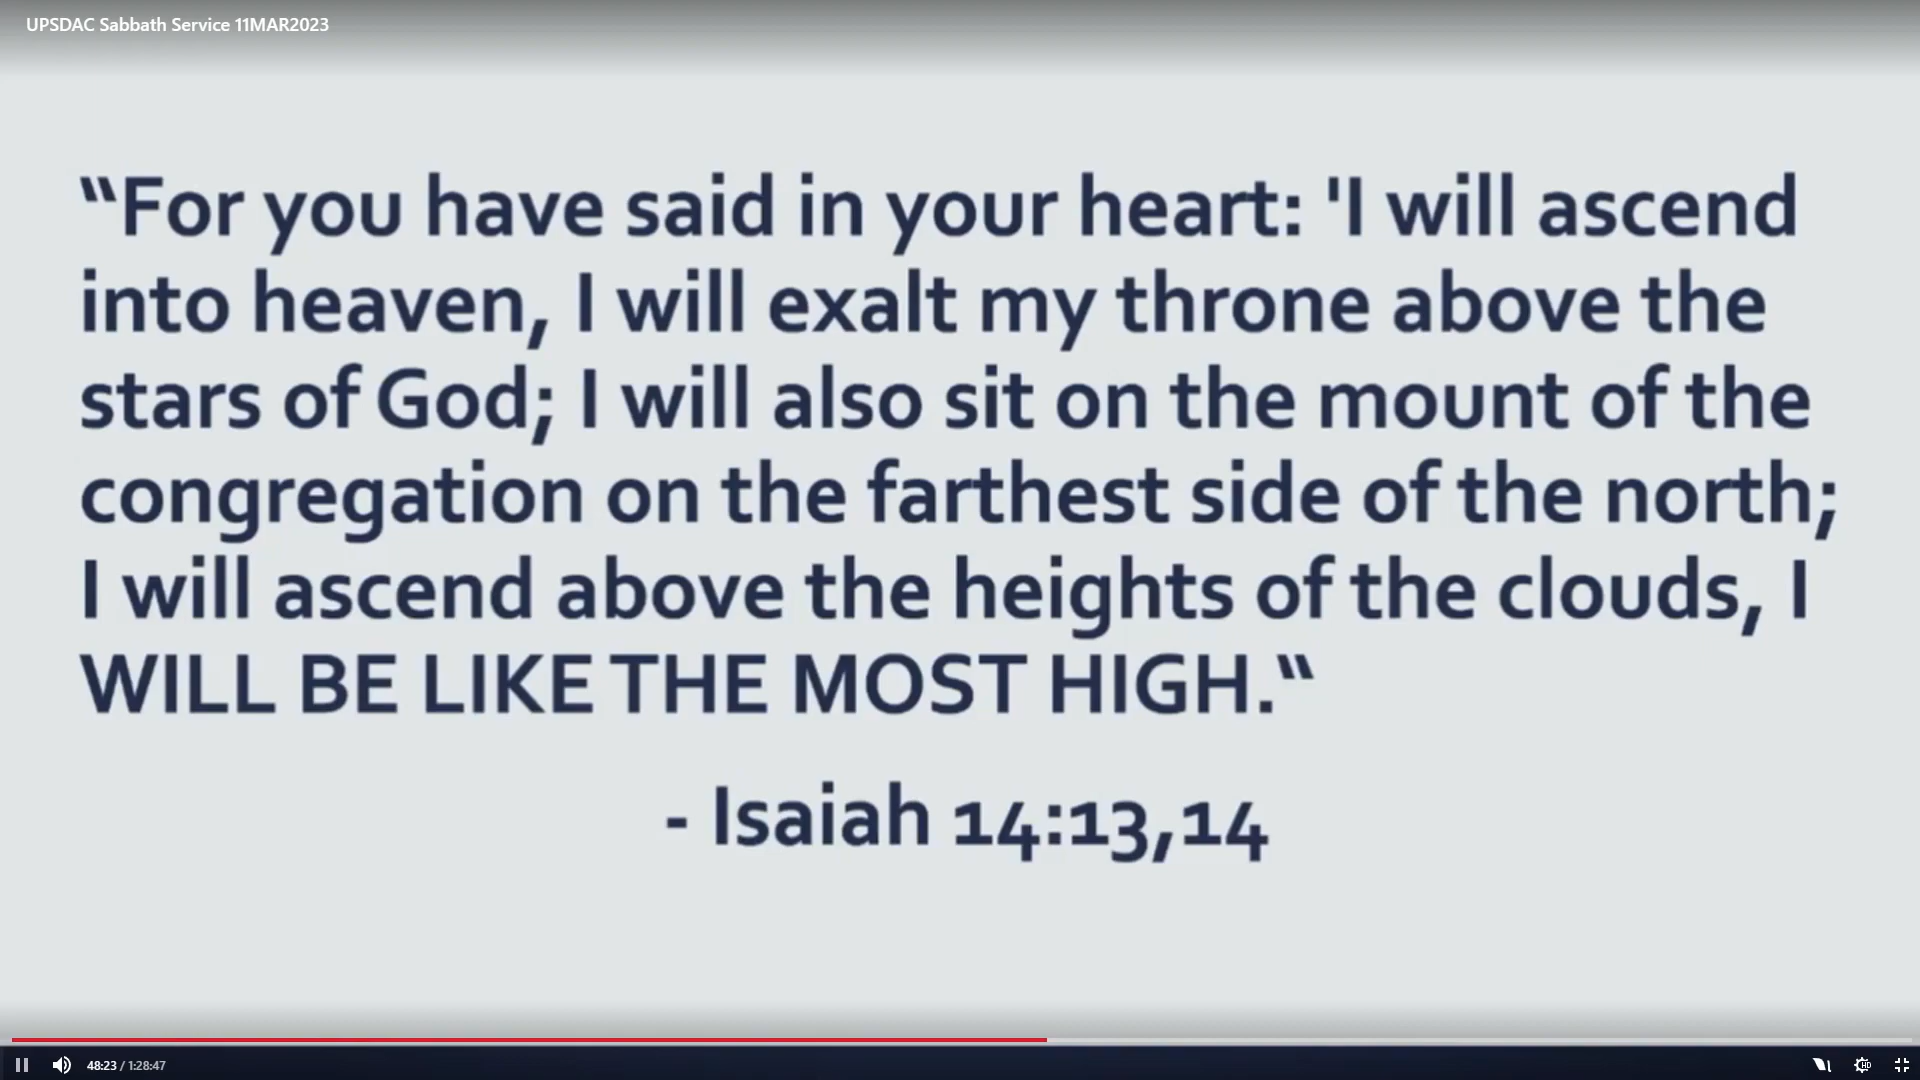 UPSDAC Sabbath Service 11MAR2023
“For you have said in your heart: 'I will ascend
into heaven, I will exalt my throne above the
stars of God; I will also sit on the mount of the
congregation on the farthest side of the north;
I will ascend above the heights of the clouds, I
WILL BE LIKE THE MOST HIGH.“
- Isaiah 14:13,14
48:23 / 1:28:47
HD